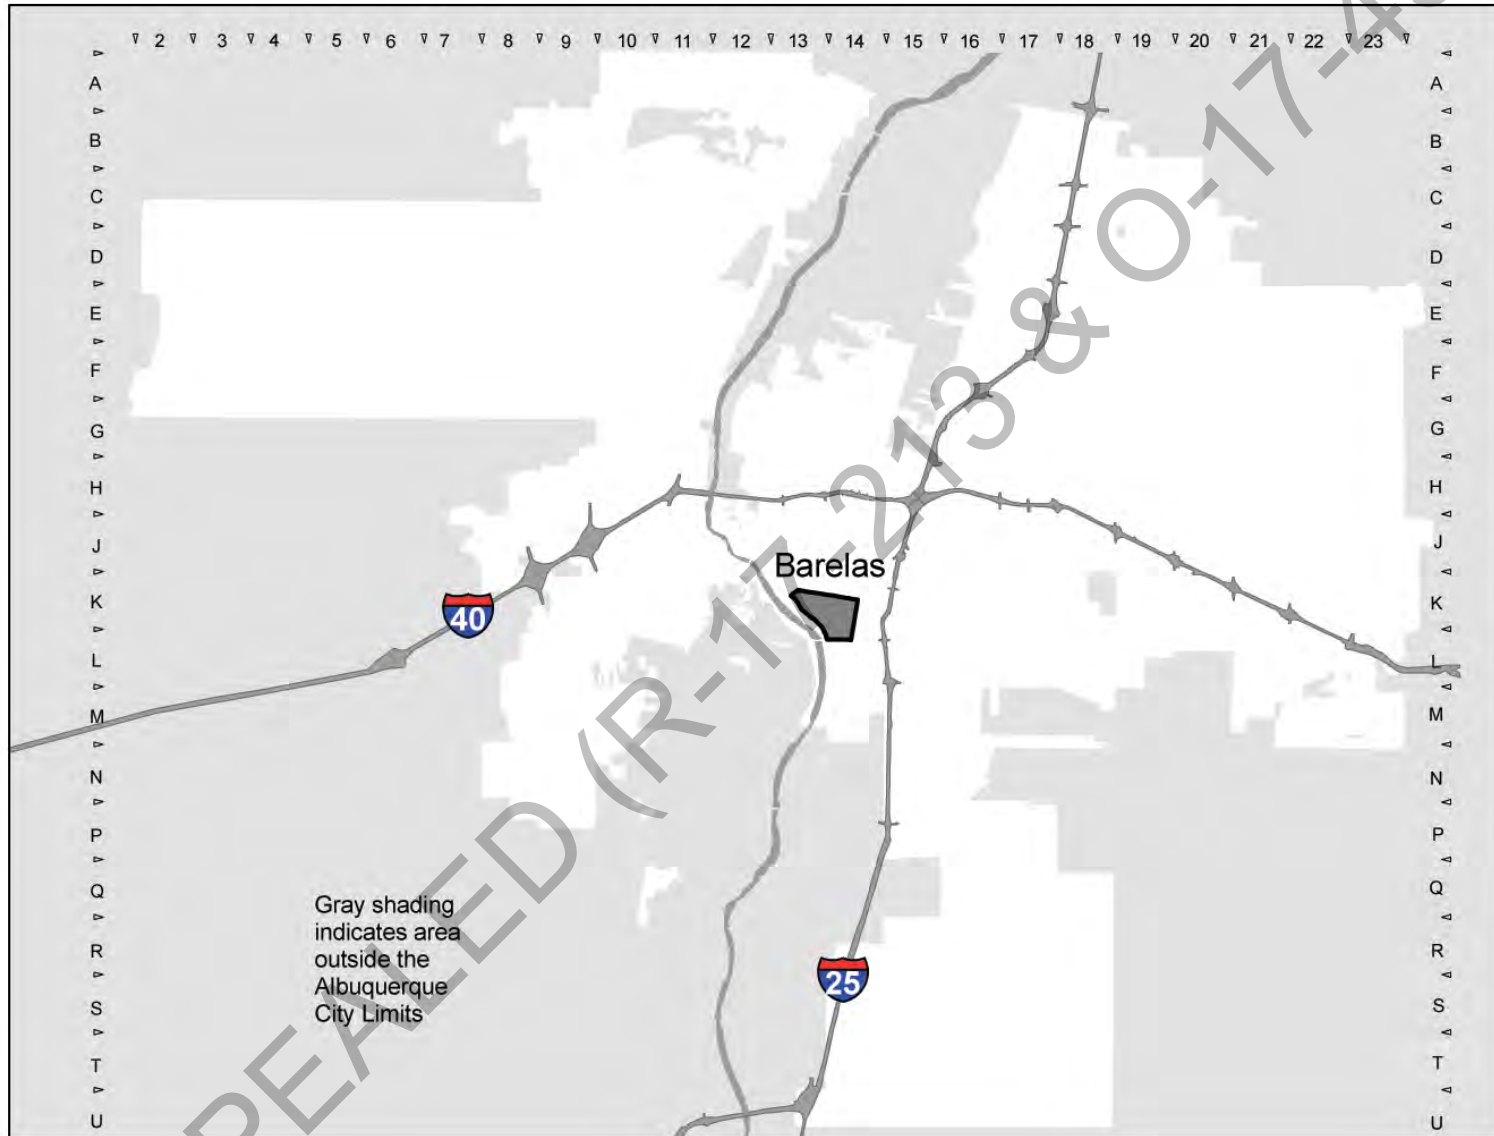 2 3 4 5 6 7 8 9 10 11 12 13 14 15 16 17 18 19 20 21 22 23
A A
B B
C C
D D
E E
F F
G G
H H
J J
K K
L L
M M
N N
P P
Q Q
R R
S S
T T
U U
Barelas
40
25
Gray shading
indicates area
outside the
Albuquerque
City Limits
PEALED (R-17-213 & O-17-4